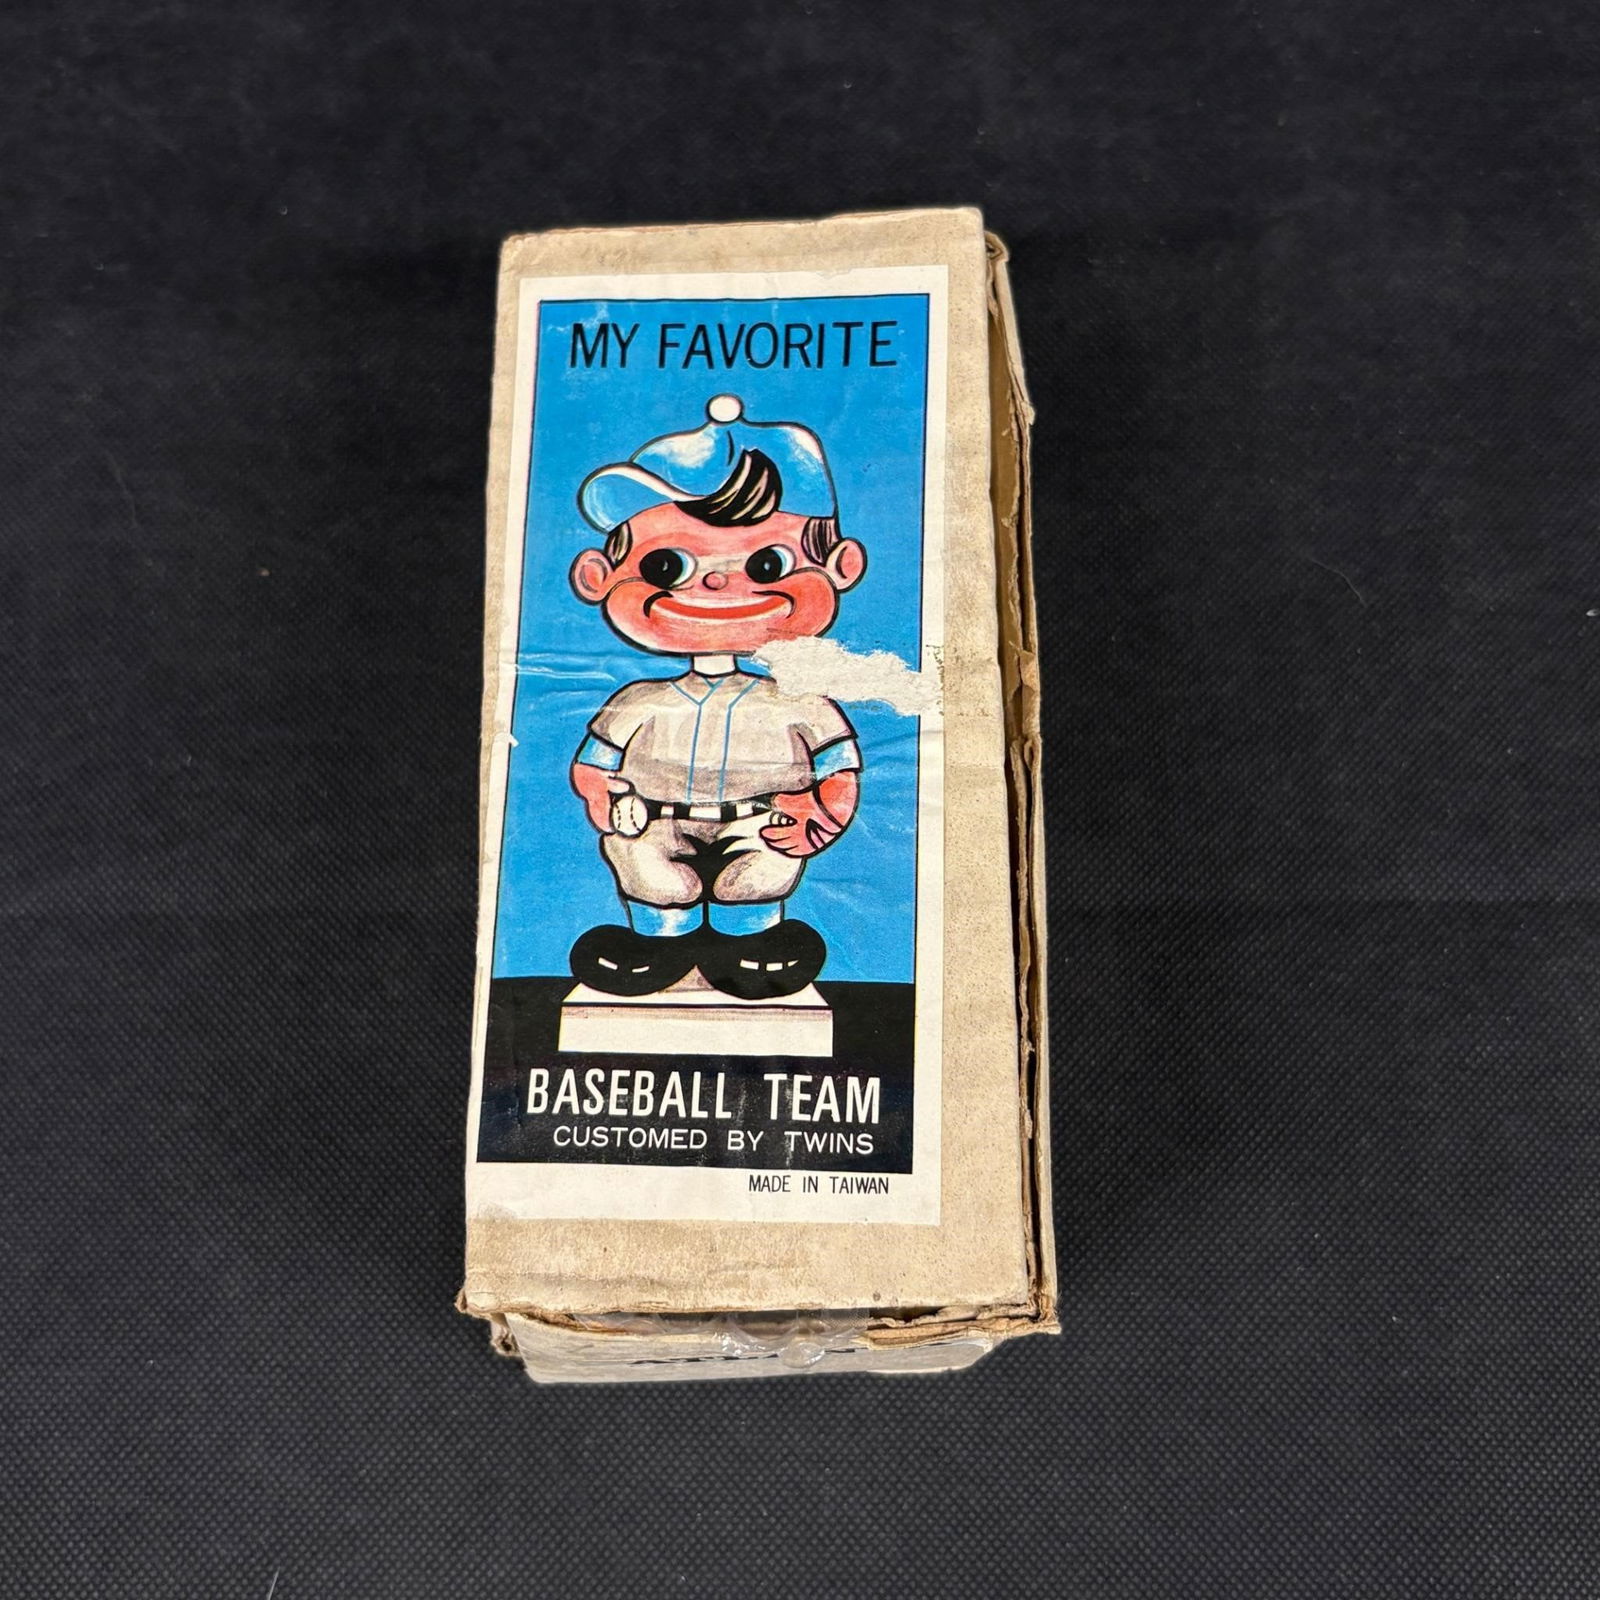 MY FAVORITE
BASEBALL TEAM
CUSTOMED BY TWINS
MADE IN TAIWAN